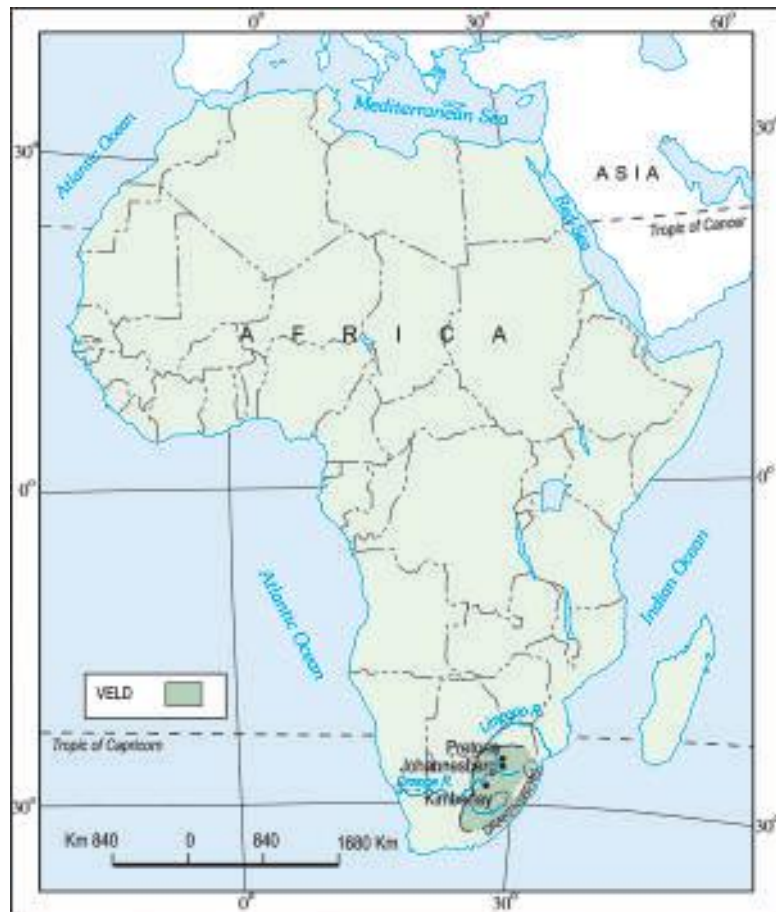 0°
30°
60°
Mediterranean Sea
Atlantic Ocean
30°
30°
ASIA
Red Sea
Tropic of Cancer
AFRICA
0°
0°
Atlantic Ocean
Indian Ocean
VELD
Limpopo R.
Tropic of Capricorn
Pretoria
Johannesberg
Orange R.
Kimberley
30°
30°
Km 840 0 840 1680 Km
0°
30°